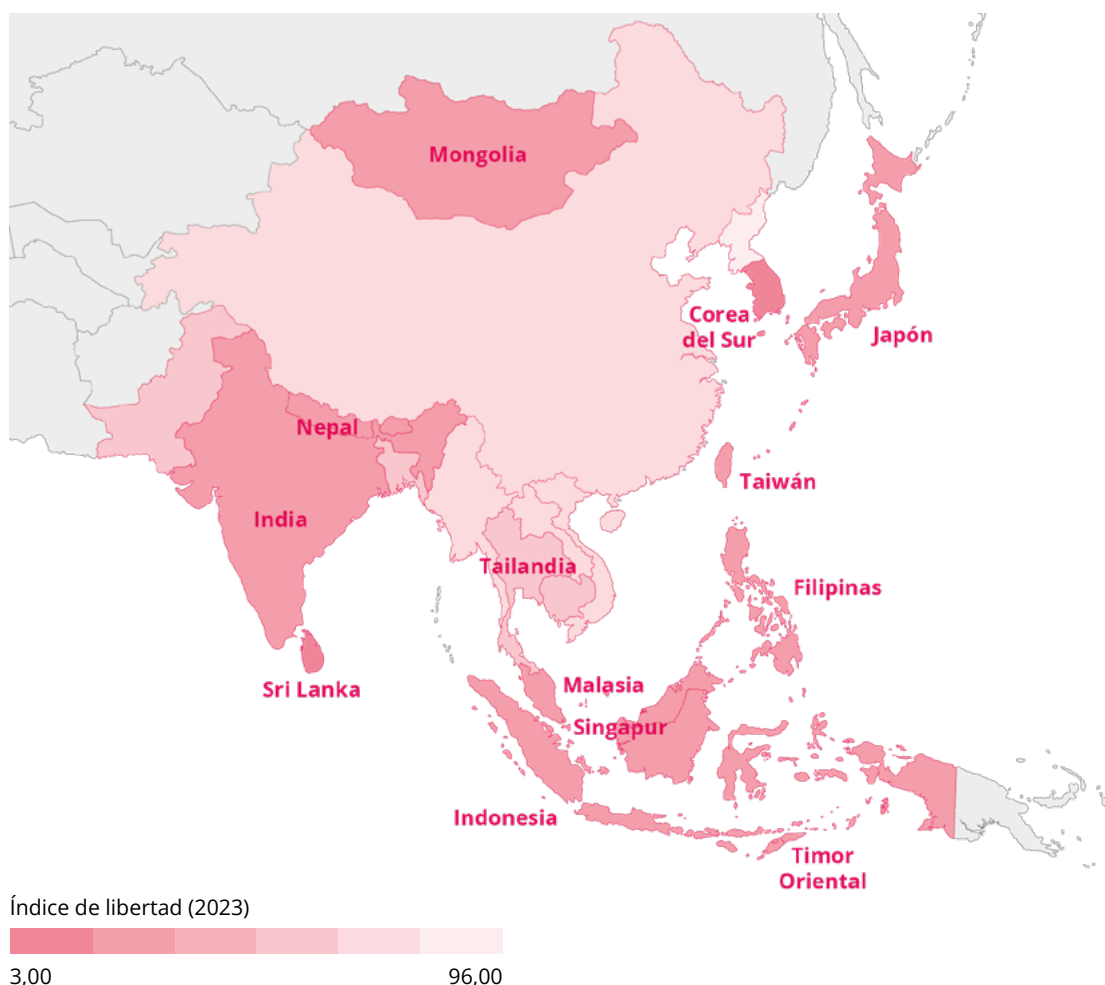 Mongolia
Corea
del Sur
Japón
Nepal
Taiwán
India
Tailandia
Filipinas
Sri Lanka
Malasia
Singapur
Indonesia
Timor
Oriental
Índice de libertad (2023)
3,00 96,00